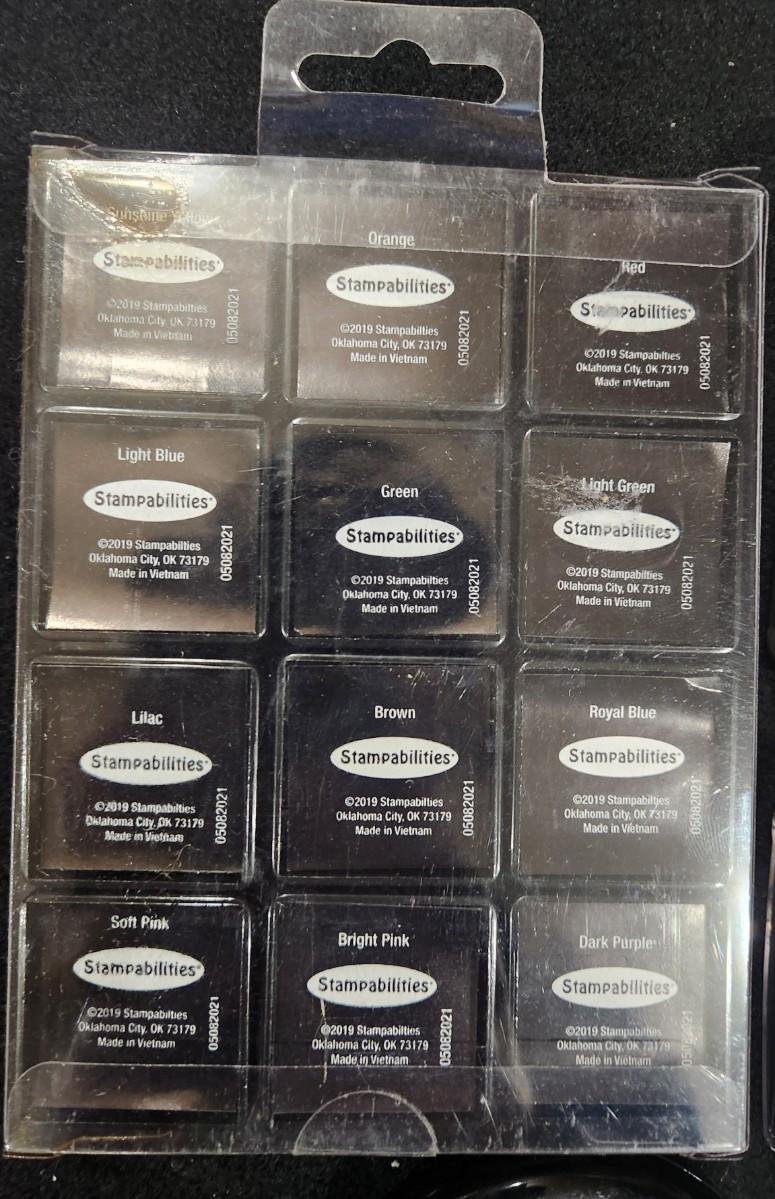 Sunshine Yellow
Stampabilities
©2019 Stampabilties
Oklahoma City, OK 73179
Made in Vietnam
05082021
Orange
Stampabilities
©2019 Stampabilties
Oklahoma City, OK 73179
Made in Vietnam
05082021
Red
Stampabilities
©2019 Stampabilties
Oklahoma City, OK 73179
Made in Vietnam
05082021
Light Blue
Stampabilities
©2019 Stampabilties
Oklahoma City, OK 73179
Made in Vietnam
05082021
Green
Stampabilities
©2019 Stampabilties
Oklahoma City, OK 73179
Made in Vietnam
05082021
Light Green
Stampabilities
©2019 Stampabilties
Oklahoma City, OK 73179
Made in Vietnam
05082021
Lilac
Stampabilities
©2019 Stampabilties
Oklahoma City, OK 73179
Made in Vietnam
05082021
Brown
Stampabilities
©2019 Stampabilties
Oklahoma City, OK 73179
Made in Vietnam
05082021
Royal Blue
Stampabilities
©2019 Stampabilties
Oklahoma City, OK 73179
Made in Vietnam
05082021
Soft Pink
Stampabilities
©2019 Stampabilties
Oklahoma City, OK 73179
Made in Vietnam
05082021
Bright Pink
Stampabilities
©2019 Stampabilties
Oklahoma City, OK 73179
Made in Vietnam
05082021
Dark Purple
Stampabilities
©2019 Stampabilties
Oklahoma City, OK 73179
Made in Vietnam
05082021